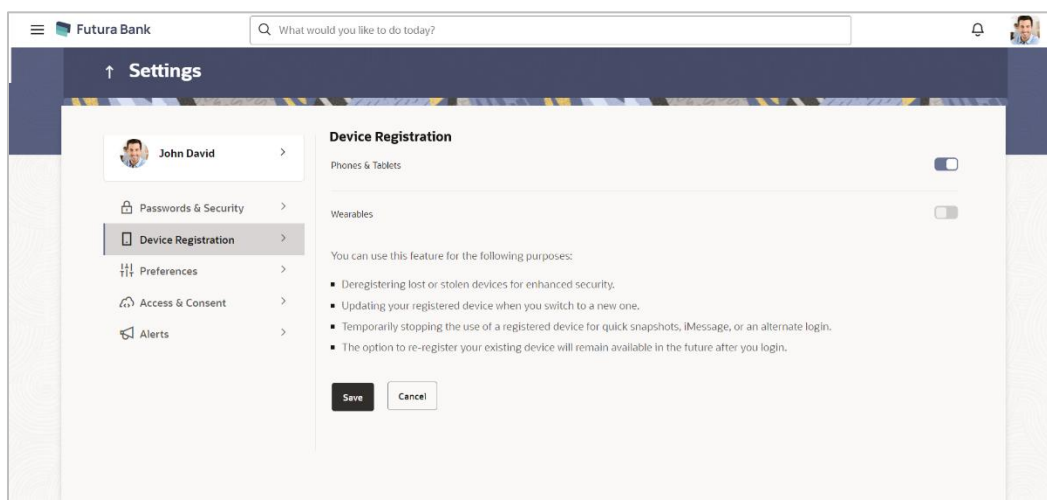 Futura Bank
What would you like to do today?
Settings
John David
Passwords & Security
Device Registration
Preferences
Access & Consent
Alerts
Device Registration
Phones & Tablets
Wearables
You can use this feature for the following purposes:
Deregistering lost or stolen devices for enhanced security.
Updating your registered device when you switch to a new one.
Temporarily stopping the use of a registered device for quick snapshots, iMessage, or an alternate login.
The option to re-register your existing device will remain available in the future after you login.
Save Cancel